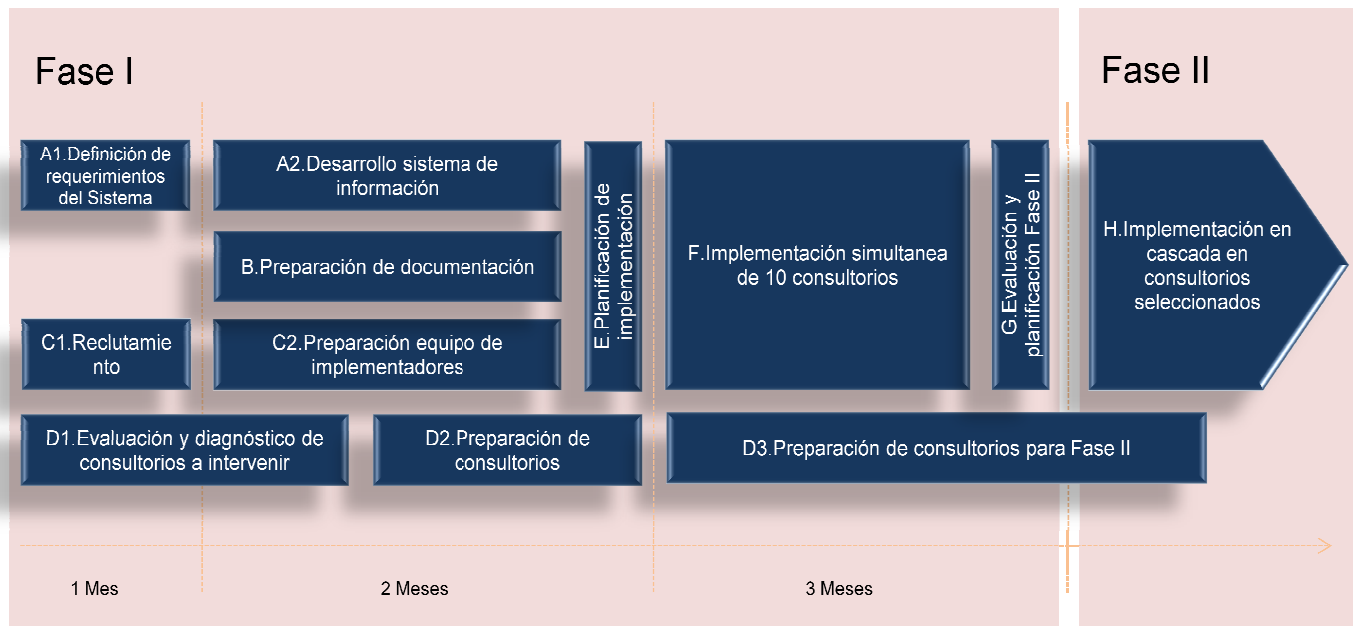 Fase I
Fase II
A1.Definición de
requerimientos
del Sistema
A2.Desarrollo sistema de
información
B.Preparación de documentación
C1.Reclutamie
nto
C2.Preparación equipo de
implementadores
E.Planificación de
implementación
F.Implementación simultanea
de 10 consultorios
G.Evaluación y
planificación Fase II
H.Implementación en
cascada en
consultorios
seleccionados
D1.Evaluación y diagnóstico de
consultorios a intervenir
D2.Preparación de
consultorios
D3.Preparación de consultorios para Fase II
1 Mes
2 Meses
3 Meses